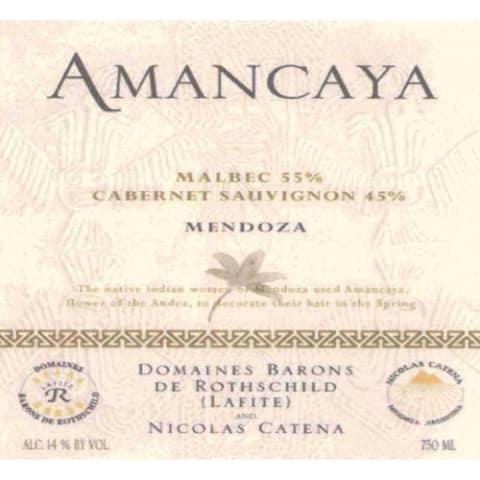 AMANCAYA
MALBEC 55%
CABERNET SAUVIGNON 45%
MENDOZA
The native indian women of Mendoza used Amancaya,
flower of the Andes, to decorate their hair in the Spring
DOMAINES
LAFITE
R
BARONS DE ROTHSCHILD
DOMAINES BARONS
DE ROTHSCHILD
(LAFITE)
AND
NICOLAS CATENA
NICOLAS CATENA
MENDOZA, ARGENTINA
ALC. 14 % BY VOL.
750 ML